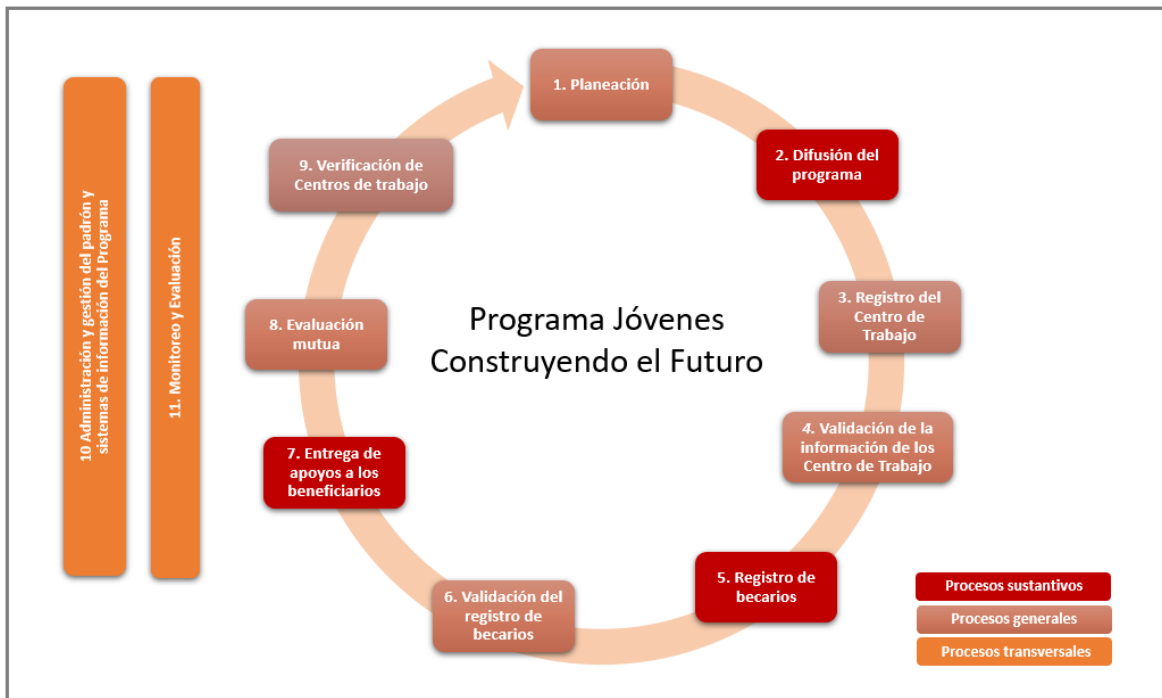 10 Administración y gestión del padrón y
sistemas de información del Programa
11. Monitoreo y Evaluación
1. Planeación
2. Difusión del
programa
3. Registro del
Centro de
Trabajo
4. Validación de la
información de los
Centro de Trabajo
5. Registro de
becarios
6. Validación del
registro de
becarios
7. Entrega de
apoyos a los
beneficiarios
8. Evaluación
mutua
9. Verificación de
Centros de trabajo
Programa Jóvenes
Construyendo el Futuro
Procesos sustantivos
Procesos generales
Procesos transversales